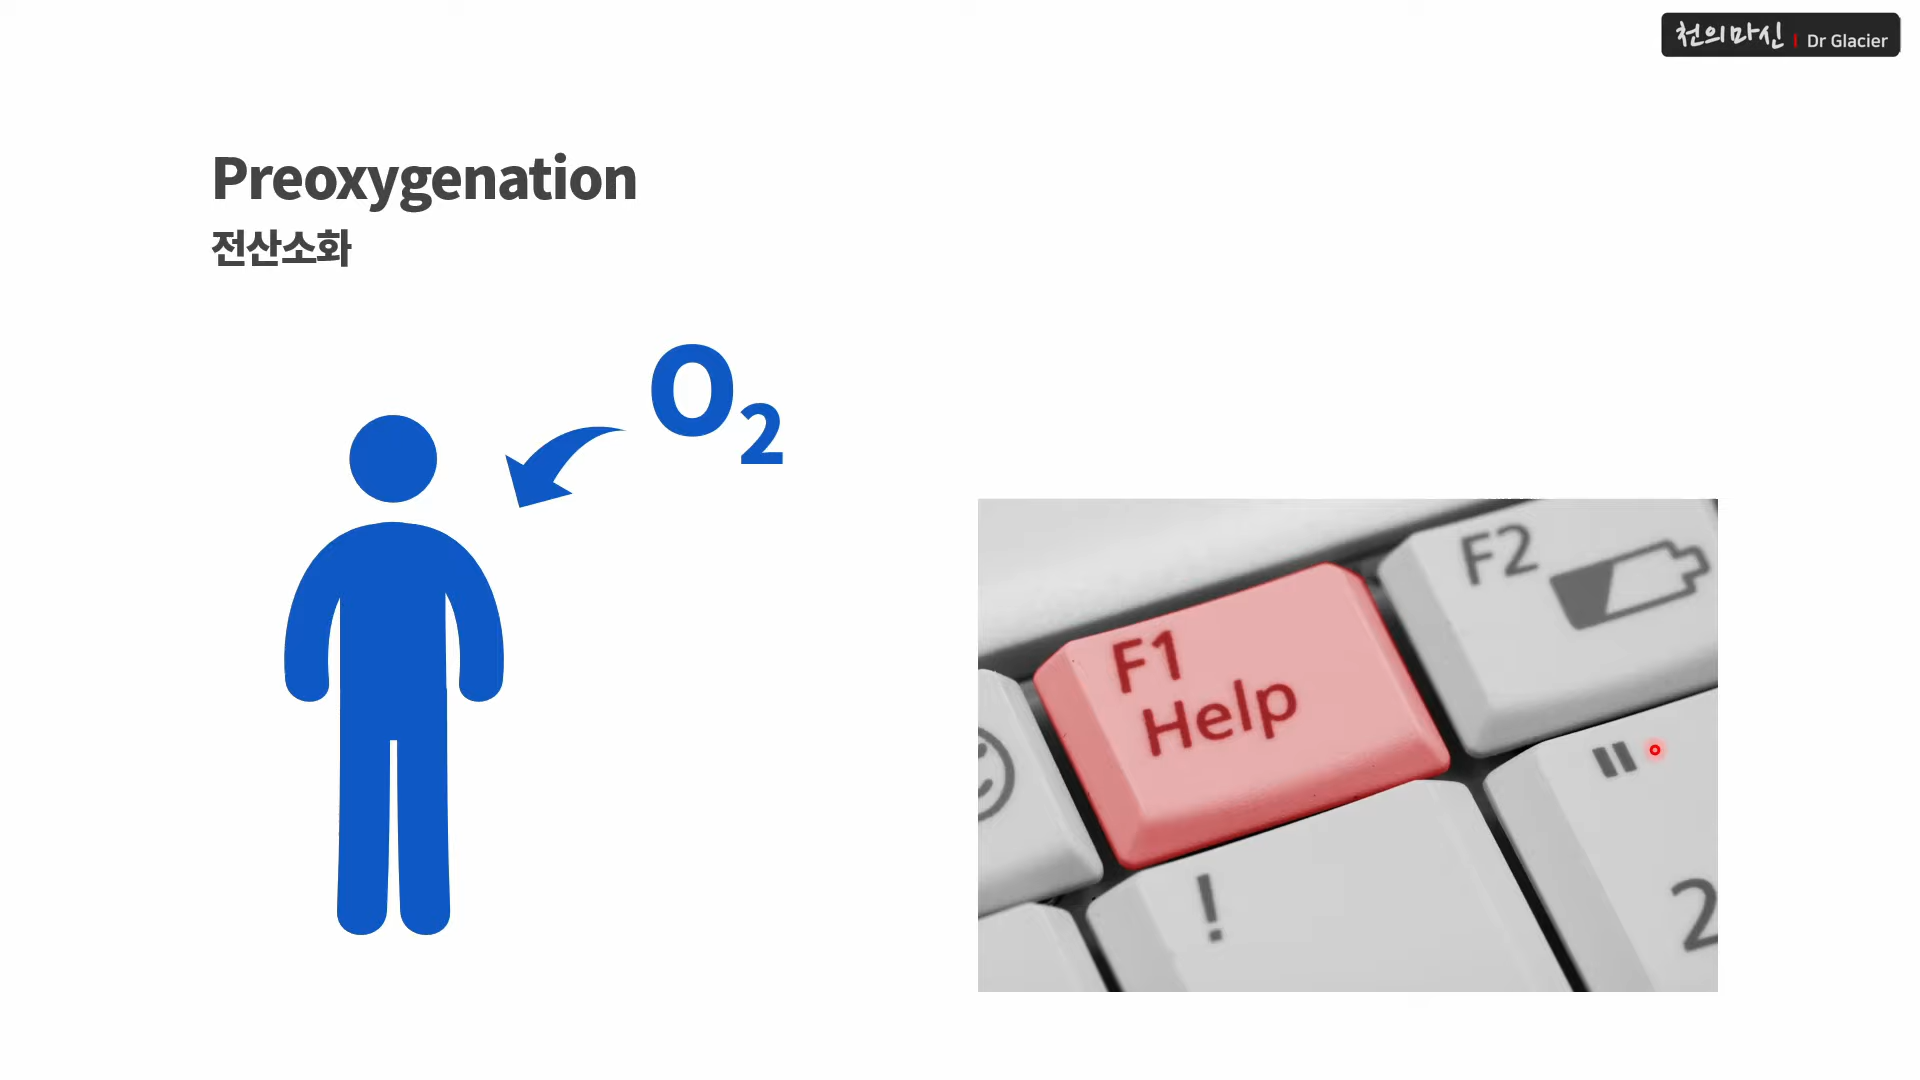 천의마신 | Dr Glacier
Preoxygenation
전산소화
O₂
F1
Help
F2
!
"
2